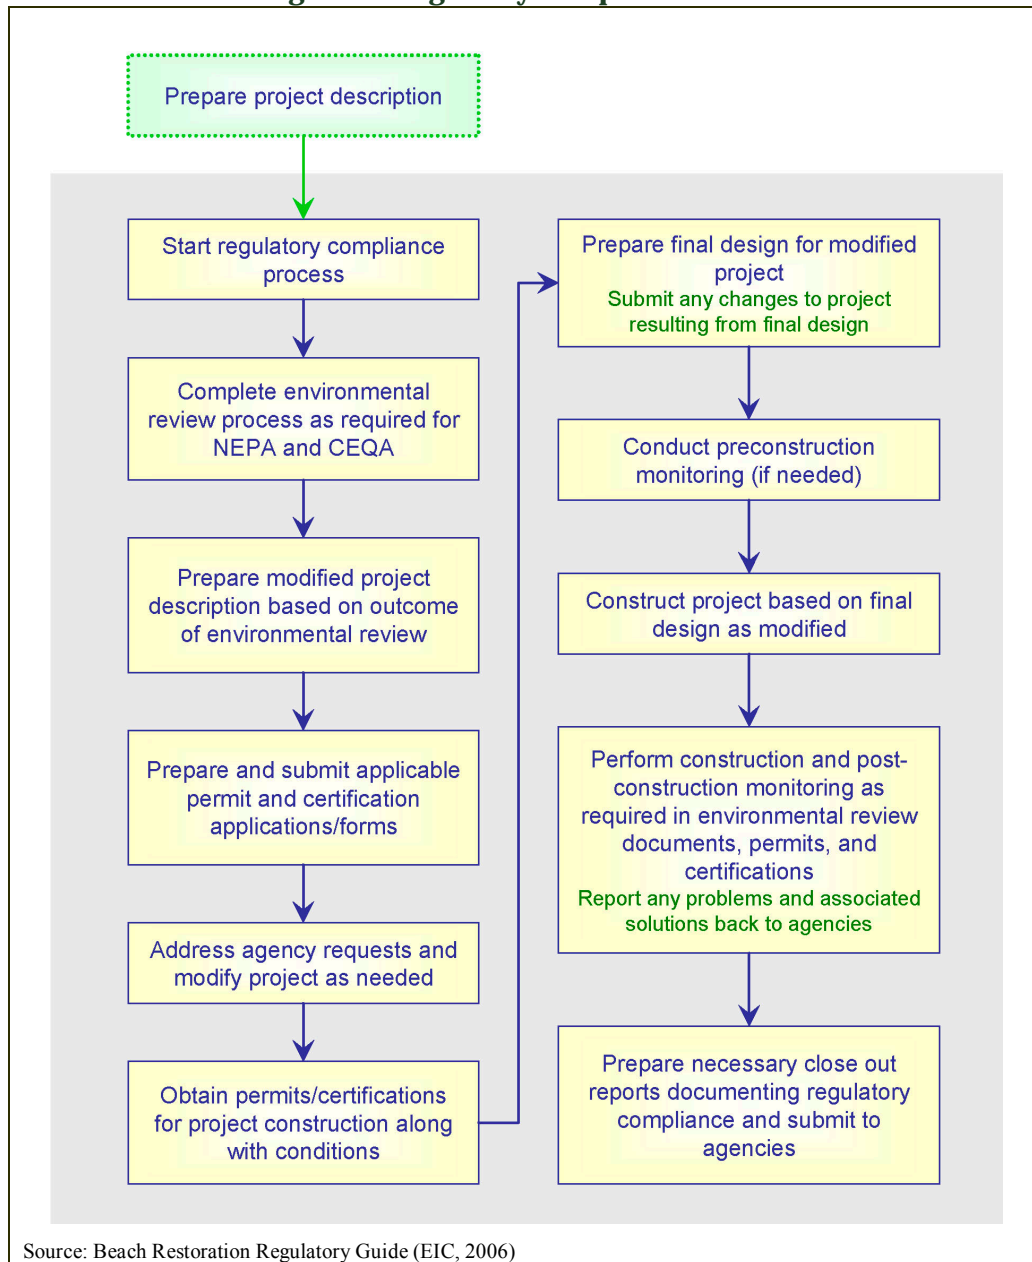 Prepare project description
Start regulatory compliance
process
Complete environmental
review process as required for
NEPA and CEQA
Prepare modified project
description based on outcome
of environmental review
Prepare and submit applicable
permit and certification
applications/forms
Address agency requests and
modify project as needed
Obtain permits/certifications
for project construction along
with conditions
Prepare final design for modified
project
Submit any changes to project
resulting from final design
Conduct preconstruction
monitoring (if needed)
Construct project based on final
design as modified
Perform construction and post-
construction monitoring as
required in environmental review
documents, permits, and
certifications
Report any problems and associated
solutions back to agencies
Prepare necessary close out
reports documenting regulatory
compliance and submit to
agencies
Source: Beach Restoration Regulatory Guide (EIC, 2006)